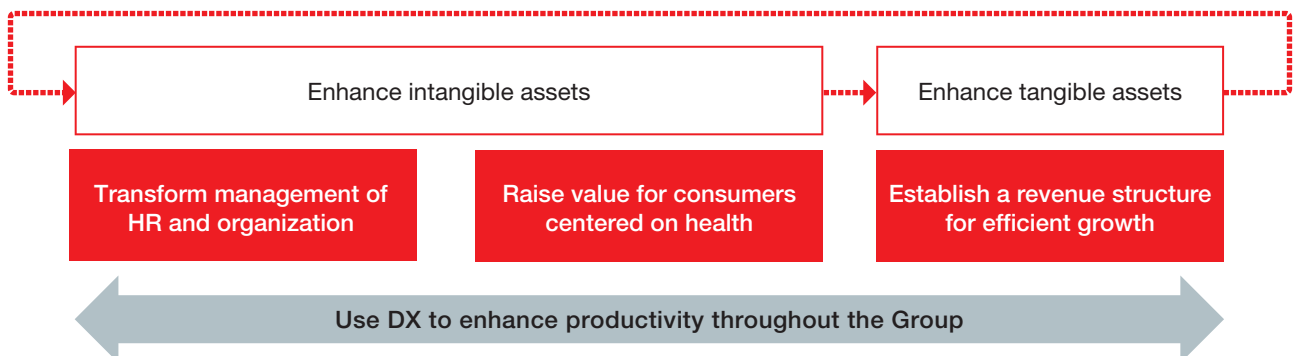 Enhance intangible assets
Enhance tangible assets
Transform management of
HR and organization
Raise value for consumers
centered on health
Establish a revenue structure
for efficient growth
Use DX to enhance productivity throughout the Group